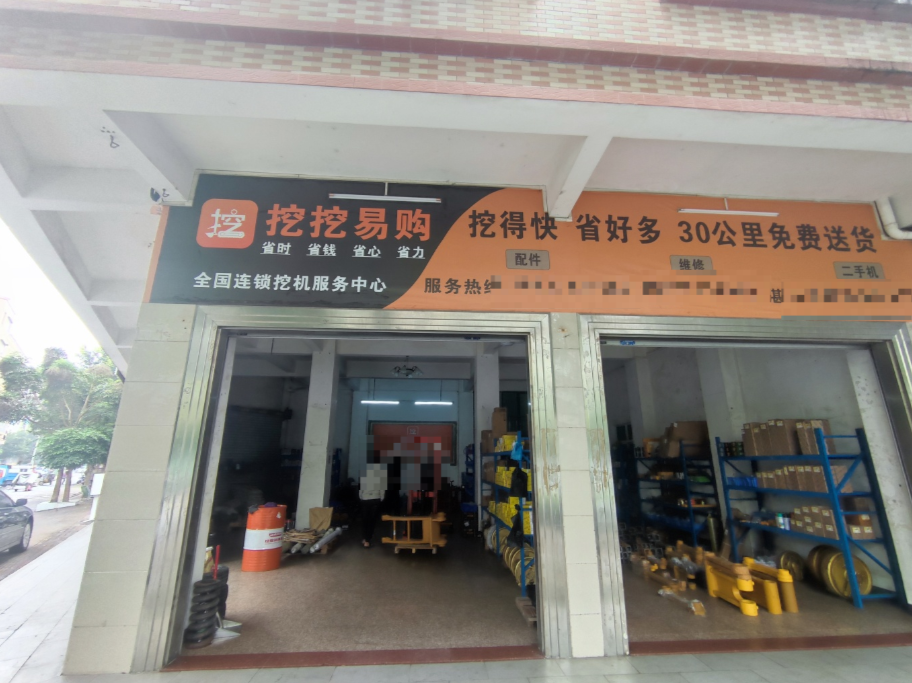 挖 挖挖易购
省时 省钱 省心 省力
全国连锁挖机服务中心
挖得快 省好多 30公里免费送货
配件 维修 二手机
服务热线